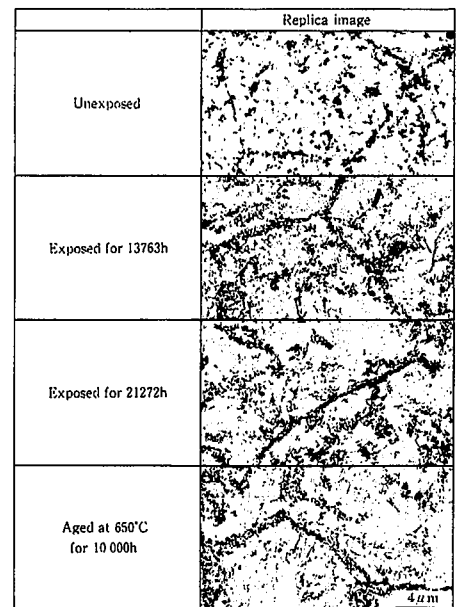 Replica image
Unexposed
Exposed for 13763h
Exposed for 21272h
Aged at 650°C
for 10 000h
4μm